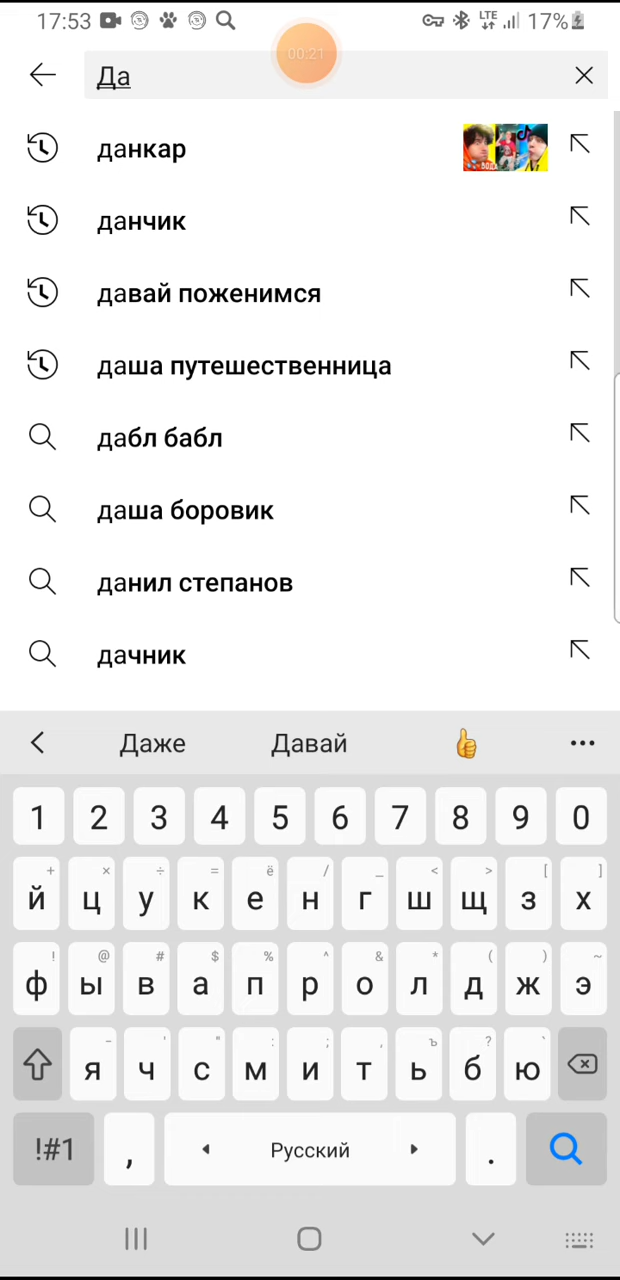 17:53 LTE 17%
00:21
Да
данкар
данчик
давай поженимся
даша путешественница
дабл бабл
даша боровик
данил степанов
дачник
Даже Давай
1 2 3 4 5 6 7 8 9 0
+ × ÷ = ё / _ < > [ ]
й ц у к е н г ш щ з х
! @ # $ % ^ & * ( ) ~
ф ы в а п р о л д ж э
- ' " : ; , ъ ? `
я ч с м и т ь б ю
!#1 , Русский .